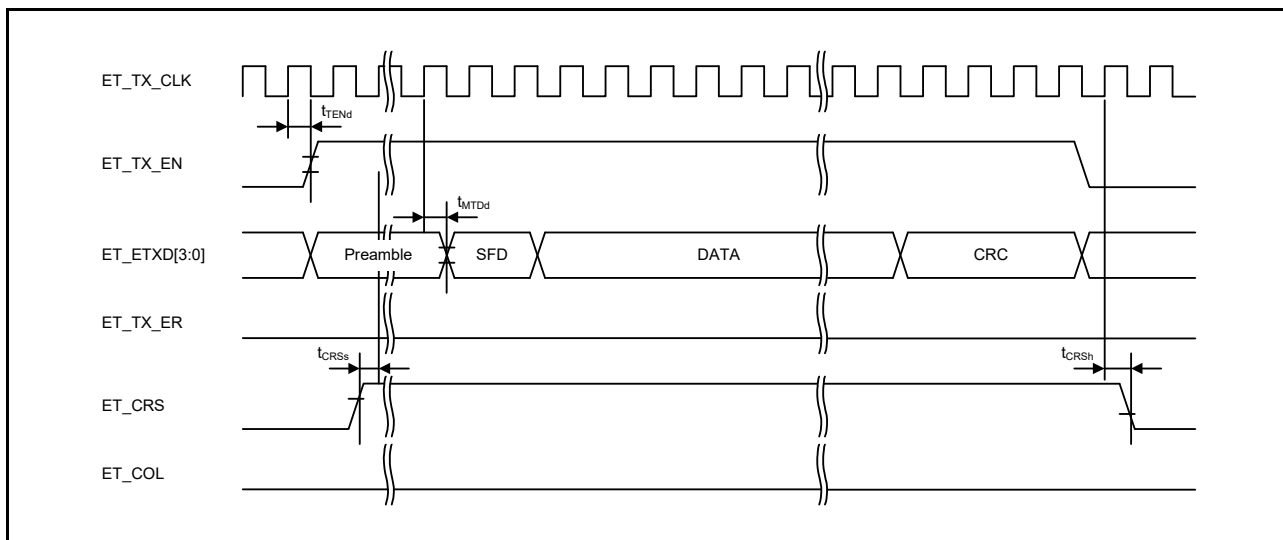 ET_TX_CLK
tTENd
ET_TX_EN
tMTDd
ET_ETXD[3:0]
Preamble
SFD
DATA
CRC
ET_TX_ER
tCRSs
tCRSh
ET_CRS
ET_COL